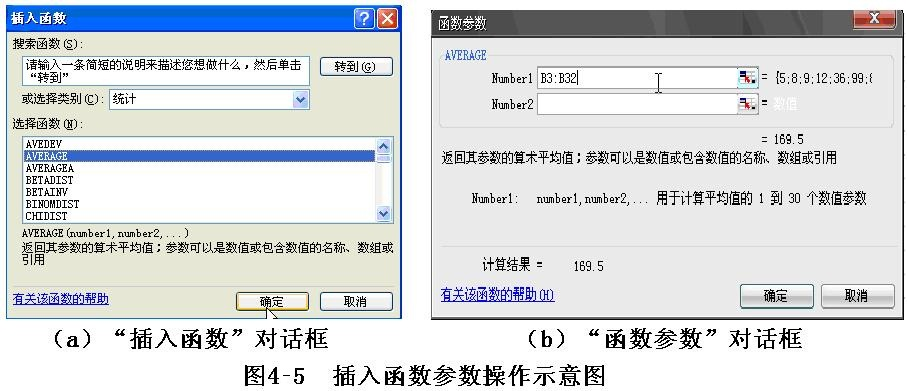 插入函数
搜索函数(S):
请输入一条简短的说明来描述您想做什么，然后单击
“转到”
转到(G)
或选择类别(C): 统计
选择函数(N):
AVEDEV
AVERAGE
AVERAGEA
BETADIST
BETAINV
BINOMDIST
CHIDIST
AVERAGE(number1,number2,...)
返回其参数的算术平均值；参数可以是数值或包含数值的名称、数组或
引用
有关该函数的帮助
确定 取消
(a) “插入函数”对话框
函数参数
AVERAGE
Number1 B3:B32 = {5;8;9;12;36;99;8
Number2 = 数值
= 169.5
返回其参数的算术平均值；参数可以是数值或包含数值的名称、数组或引用
Number1: number1,number2,... 用于计算平均值的 1 到 30 个数值参数
计算结果 = 169.5
有关该函数的帮助(H)
确定 取消
(b) “函数参数”对话框
图4-5 插入函数参数操作示意图